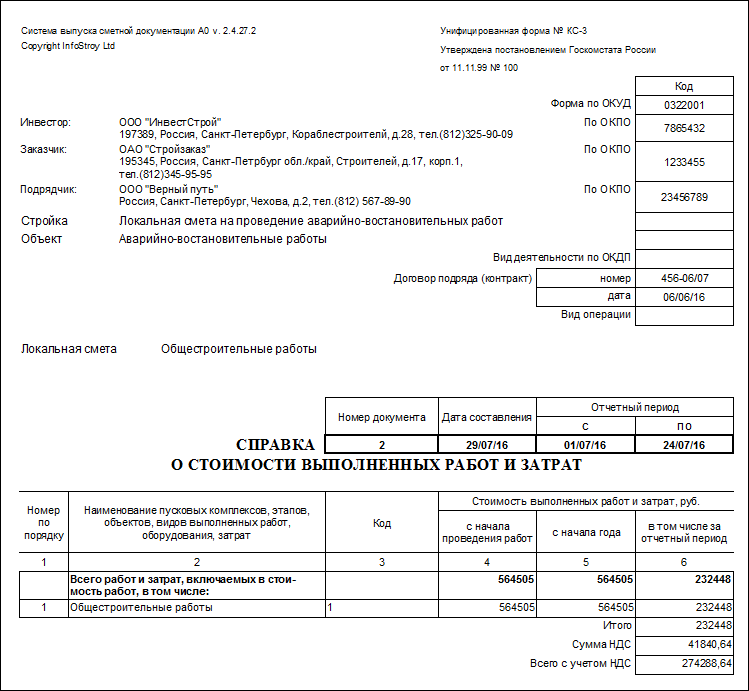 Система выпуска сметной документации А0 v. 2.4.27.2
Copyright InfoStroy Ltd
Унифицированная форма № КС-3
Утверждена постановлением Госкомстата России
от 11.11.99 № 100
Код
Форма по ОКУД 0322001
Инвестор: ООО "ИнвестСтрой" По ОКПО 7865432
197389, Россия, Санкт-Петербург, Кораблестроителй, д.28, тел.(812)325-90-09
Заказчик: ОАО "Стройзаказ" По ОКПО 1233455
195345, Россия, Санкт-Петрбург обл./край, Строителей, д.17, корп.1,
тел.(812)345-95-95
Подрядчик: ООО "Верный путь" По ОКПО 23456789
Россия, Санкт-Петербург, Чехова, д.2, тел.(812) 567-89-90
Стройка Локальная смета на проведение аварийно-востановительных работ
Объект Аварийно-востановительные работы
Вид деятельности по ОКДП
Договор подряда (контракт) номер 456-06/07
дата 06/06/16
Вид операции
Локальная смета Общестроительные работы
Номер документа Дата составления Отчетный период
с по
СПРАВКА 2 29/07/16 01/07/16 24/07/16
О СТОИМОСТИ ВЫПОЛНЕННЫХ РАБОТ И ЗАТРАТ
Номер по порядку Наименование пусковых комплексов, этапов, объектов, видов выполненных работ, оборудования, затрат Код Стоимость выполненных работ и затрат, руб.
с начала проведения работ с начала года в том числе за отчетный период
1 2 3 4 5 6
Всего работ и затрат, включаемых в стои-
мость работ, в том числе: 564505 564505 232448
1 Общестроительные работы 1 564505 564505 232448
Итого 232448
Сумма НДС 41840,64
Всего с учетом НДС 274288,64